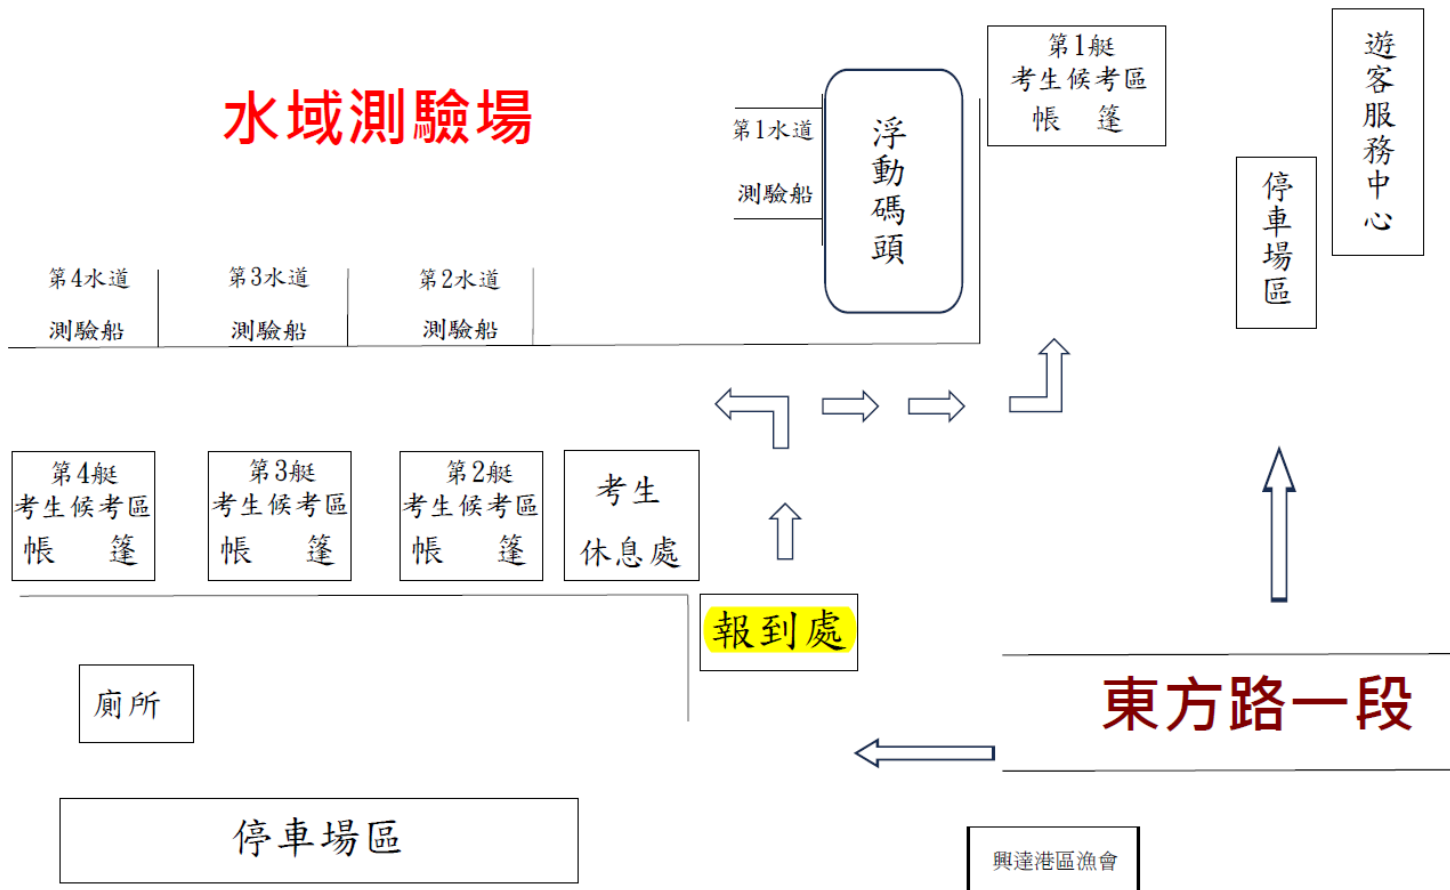 水域測驗場
第1水道
測驗船
浮動碼頭
第1艇
考生候考區
帳 篷
遊客服務中心
停車場區
第4水道
測驗船
第3水道
測驗船
第2水道
測驗船
第4艇
考生候考區
帳 篷
第3艇
考生候考區
帳 篷
第2艇
考生候考區
帳 篷
考生
休息處
報到處
廁所
東方路一段
停車場區
興達港區漁會